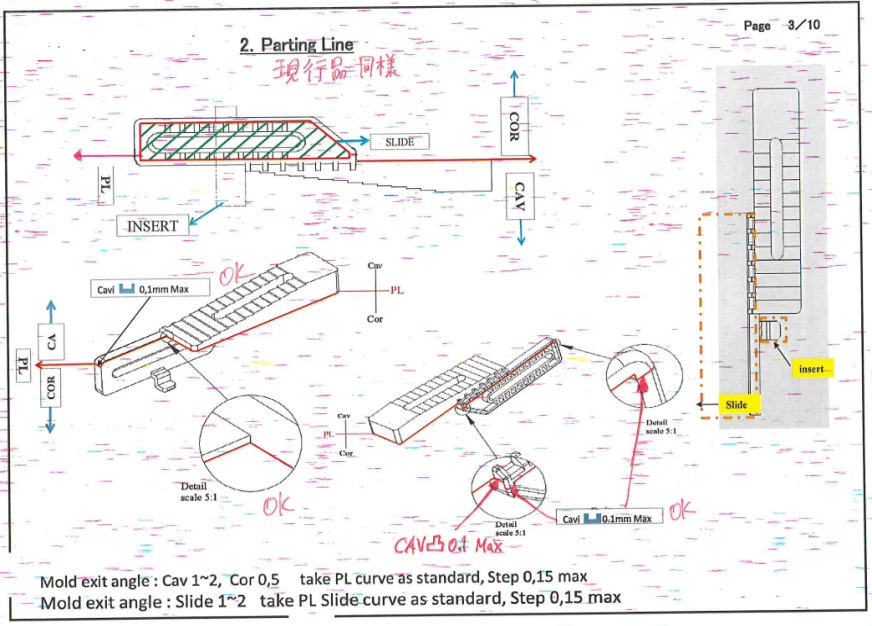 Page 3/10
2. Parting Line
現行品同様
COR
SLIDE
PL
CAV
INSERT
OK
Cav
Cavi 0,1mm Max
PL
Cor
CA
PL
COR
insert
Slide
Cav
PL
Cor
Detail
scale 5:1
Detail
scale 5:1
OK
Detail
scale 5:1
Cavi 0.1mm Max
OK
CAV凸0.1 Max
Mold exit angle : Cav 1~2, Cor 0,5 take PL curve as standard, Step 0,15 max
Mold exit angle : Slide 1~2 take PL Slide curve as standard, Step 0,15 max